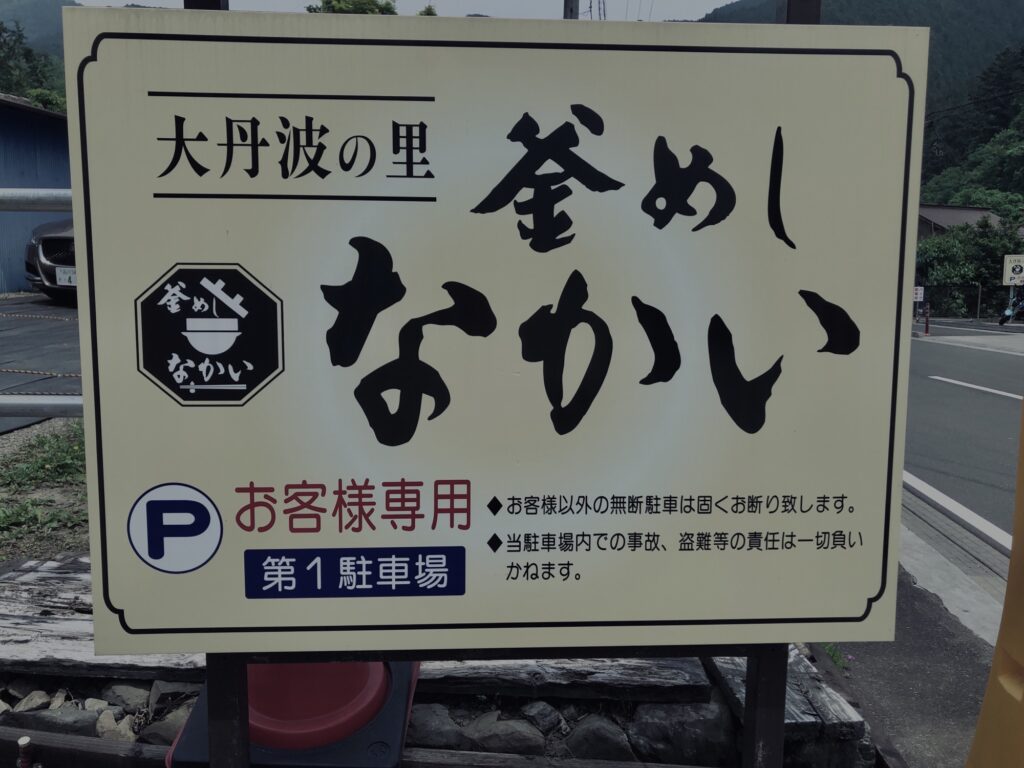 大丹波の里
釜めし
なかい
釜めし
なかい
P
お客様専用
第1駐車場
◆お客様以外の無断駐車は固くお断り致します。
◆当駐車場内での事故、盗難等の責任は一切負い
かねます。